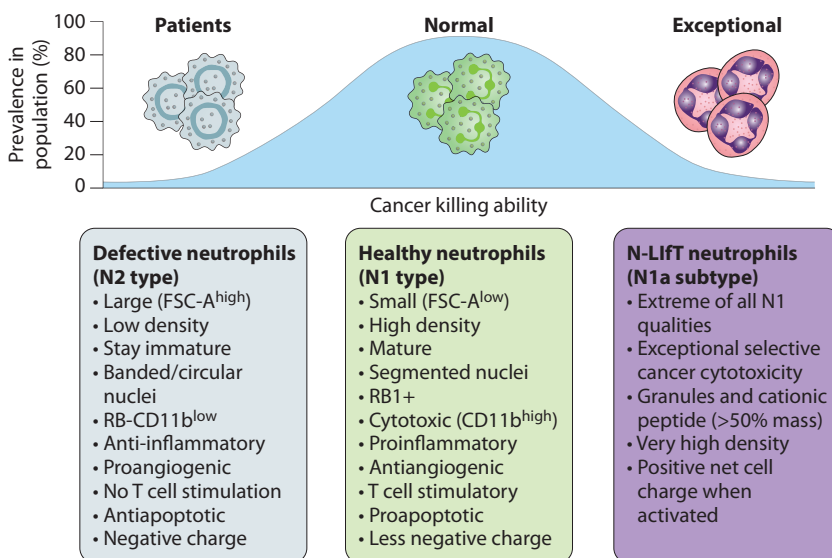 Patients
Normal
Exceptional
Prevalence in
population (%)
100
80
60
40
20
0
Cancer killing ability
Defective neutrophils
(N2 type)
• Large (FSC-Ahigh)
• Low density
• Stay immature
• Banded/circular
nuclei
• RB-CD11blow
• Anti-inflammatory
• Proangiogenic
• No T cell stimulation
• Antiapoptotic
• Negative charge
Healthy neutrophils
(N1 type)
• Small (FSC-Alow)
• High density
• Mature
• Segmented nuclei
• RB1+
• Cytotoxic (CD11bhigh)
• Proinflammatory
• Antiangiogenic
• T cell stimulatory
• Proapoptotic
• Less negative charge
N-LIfT neutrophils
(N1a subtype)
• Extreme of all N1
qualities
• Exceptional selective
cancer cytotoxicity
• Granules and cationic
peptide (>50% mass)
• Very high density
• Positive net cell
charge when
activated